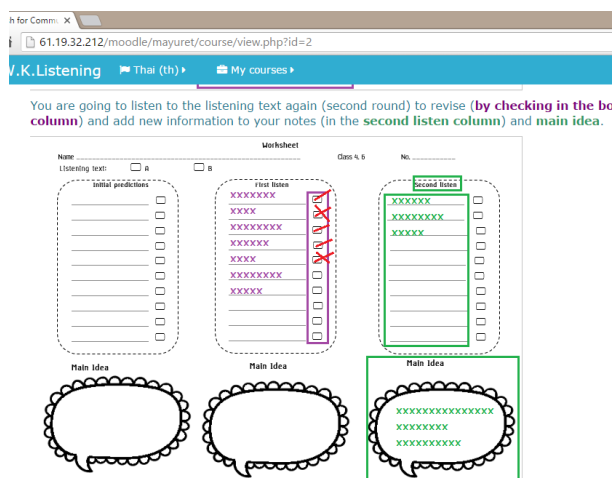 h for Commu
61.19.32.212/moodle/mayuret/course/view.php?id=2
.K.Listening Thai (th) My courses
You are going to listen to the listening text again (second round) to revise (by checking in the bo
column) and add new information to your notes (in the second listen column) and main idea.
Worksheet
Name Class 4. 6 No.
Listening text: A B
Initial predictions First listen Second listen
XXXXXXX XXXXXX
XXXX XXXXXXXX
XXXXXXXX XXXXX
XXXXXX
XXXX
XXXXXXXX
XXXXX
Main Idea Main Idea Main Idea
XXXXXXXXXXXXXXX
XXXXXXXX
XXXXXXXXXX